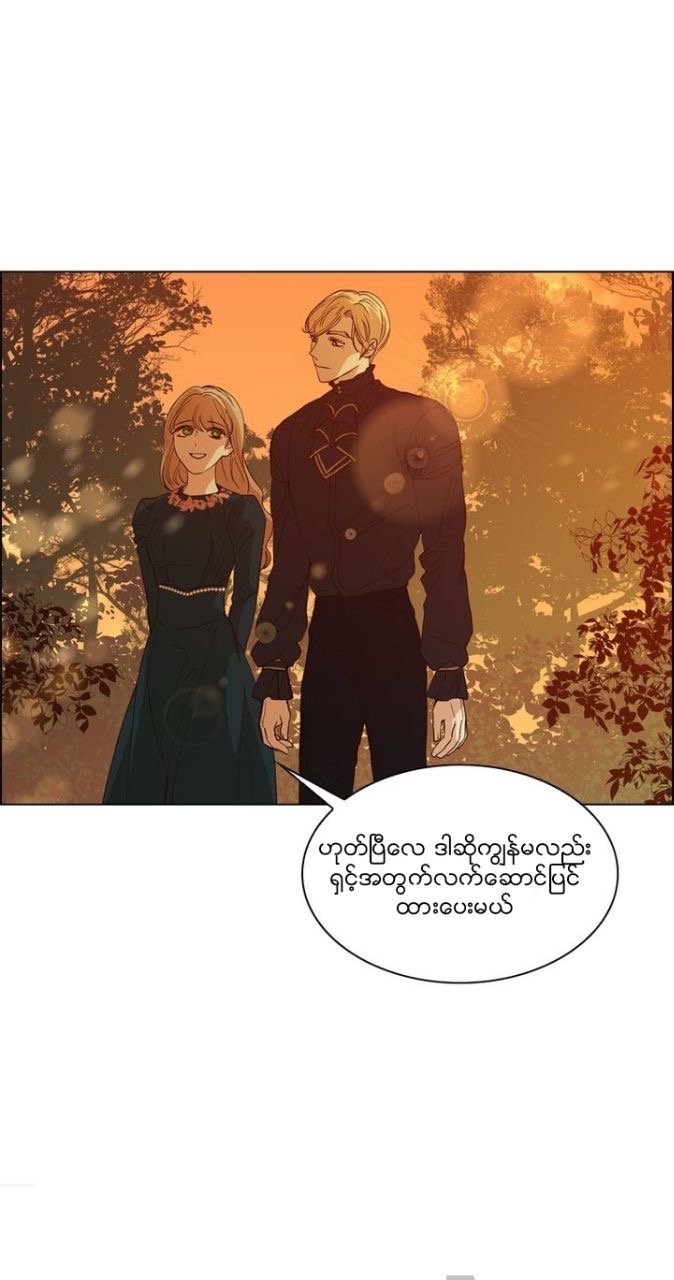 ဟုတ်ပြီလေ ဒါဆိုကျွန်မလည်း
ရှင့်အတွက်လက်ဆောင်ပြင်
ထားပေးမယ်